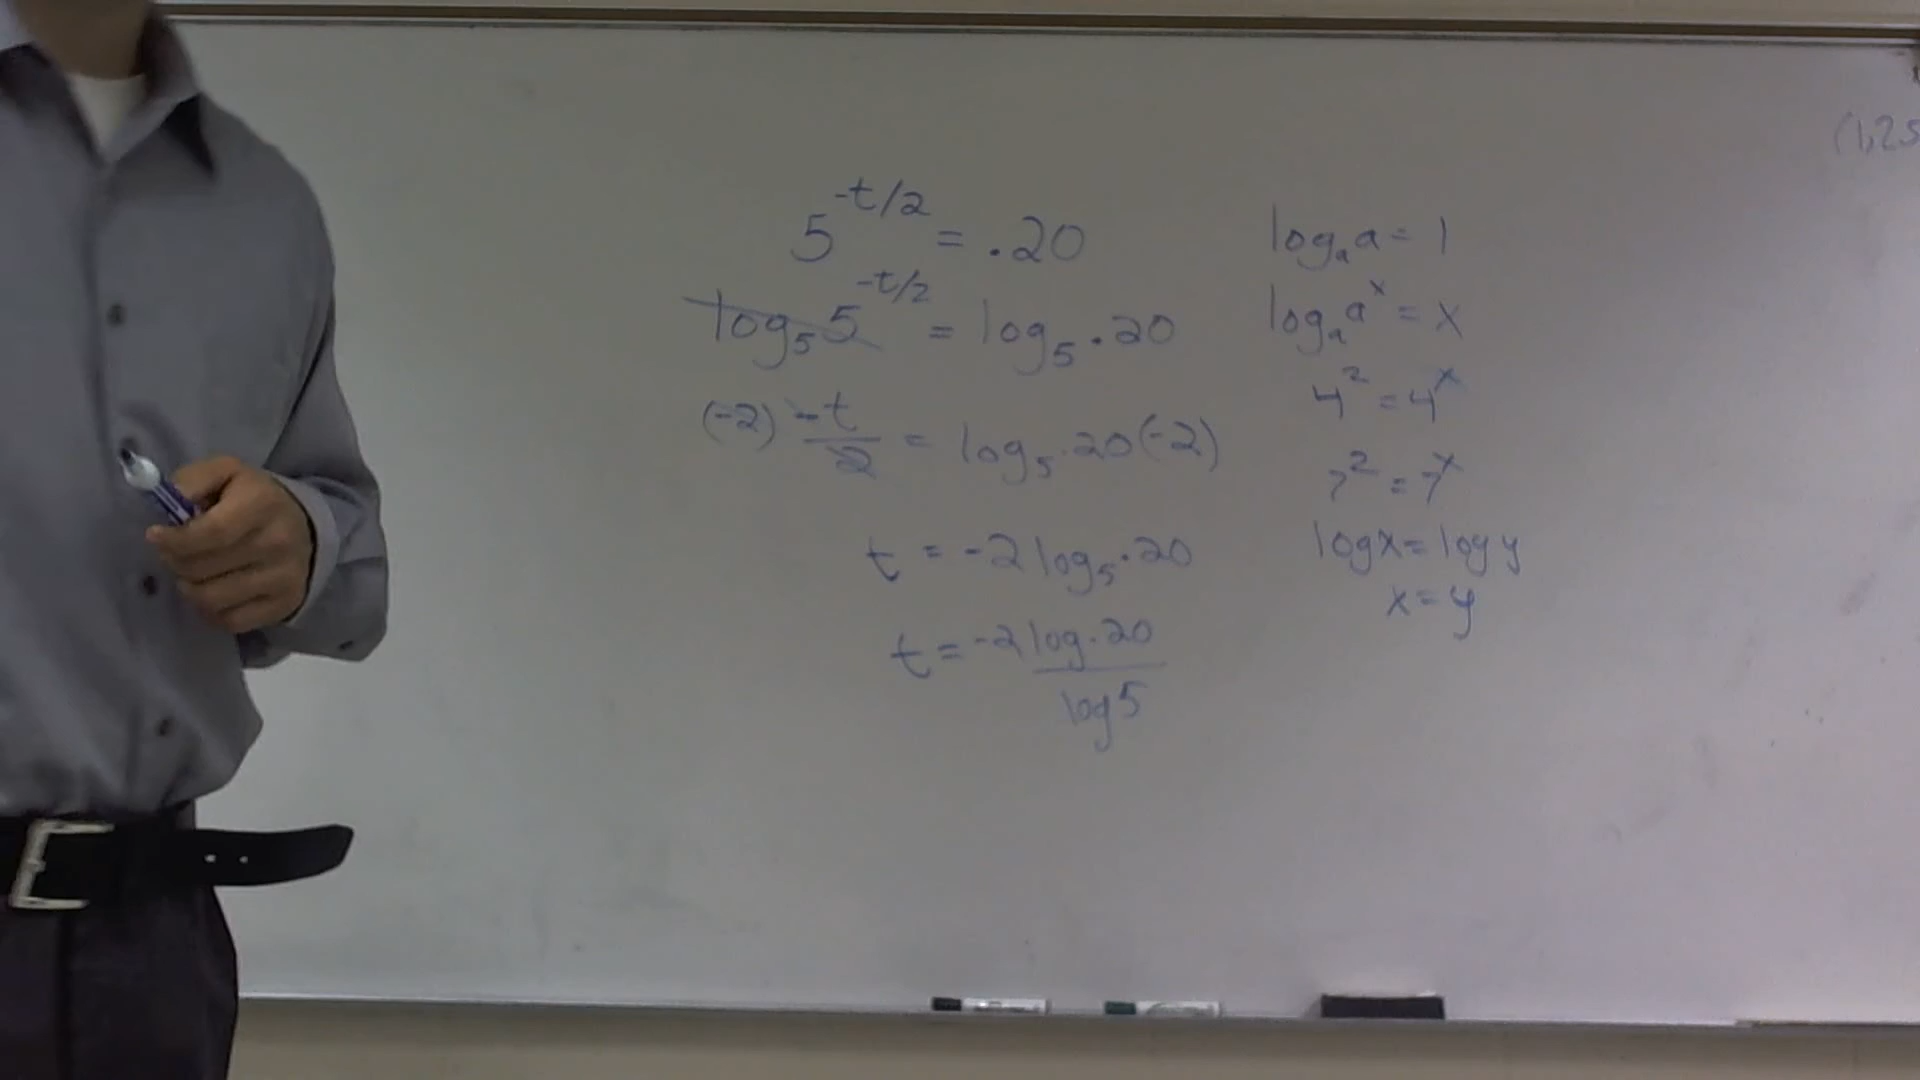 5^{-t/2} = .20
log_5 5^{-t/2} = log_5 .20
(-2) -t/2 = log_5 .20 (-2)
t = -2 log_5 .20
t = -2 log .20 / log 5
log_a a = 1
log_a a^x = x
4^2 = 4^x
7^2 = 7^x
log x = log y
x = y